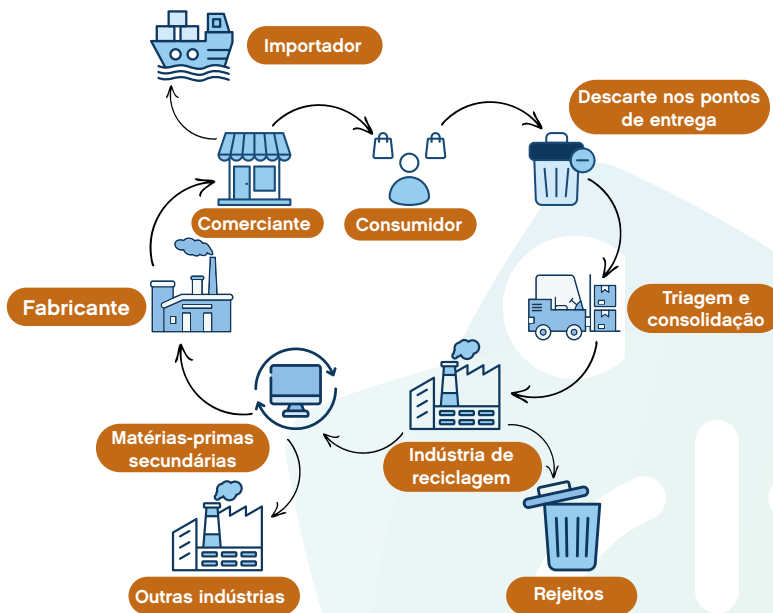 Importador
Descarte nos pontos
de entrega
Comerciante
Consumidor
Fabricante
Triagem e
consolidação
Matérias-primas
secundárias
Indústria de
reciclagem
Outras indústrias
Rejeitos